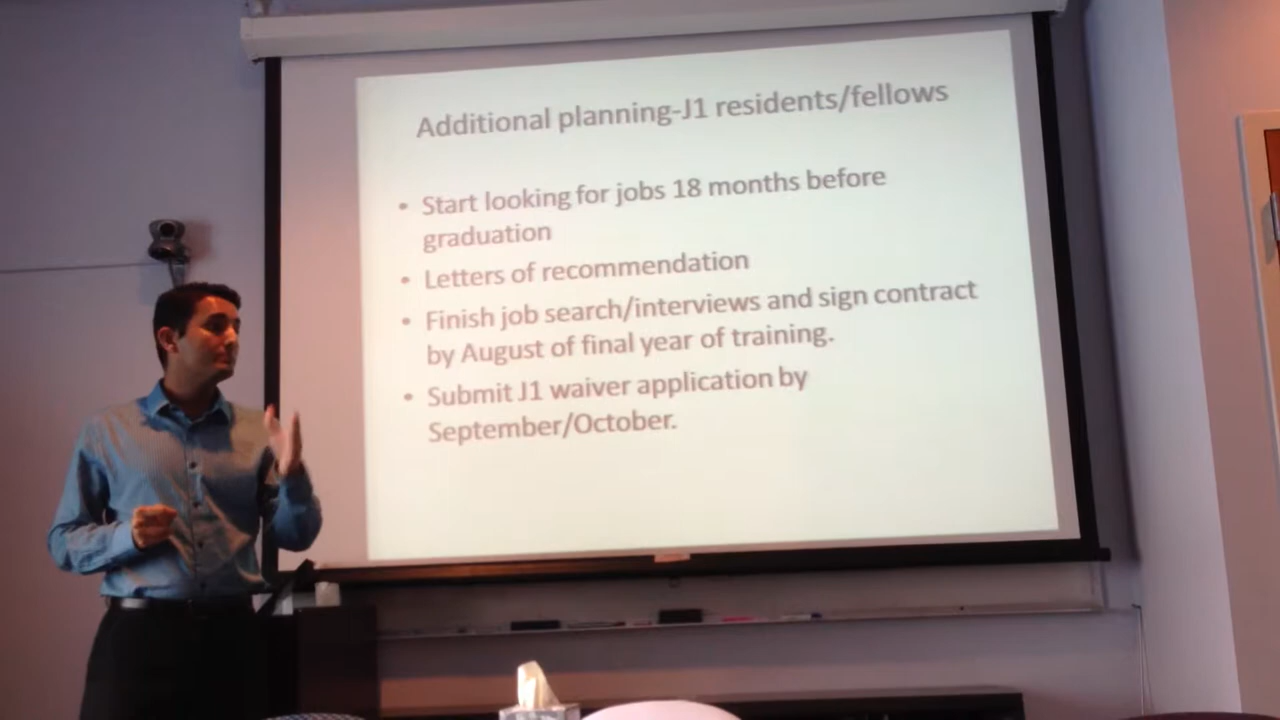 Additional planning-J1 residents/fellows
• Start looking for jobs 18 months before
graduation
• Letters of recommendation
• Finish job search/interviews and sign contract
by August of final year of training.
• Submit J1 waiver application by
September/October.